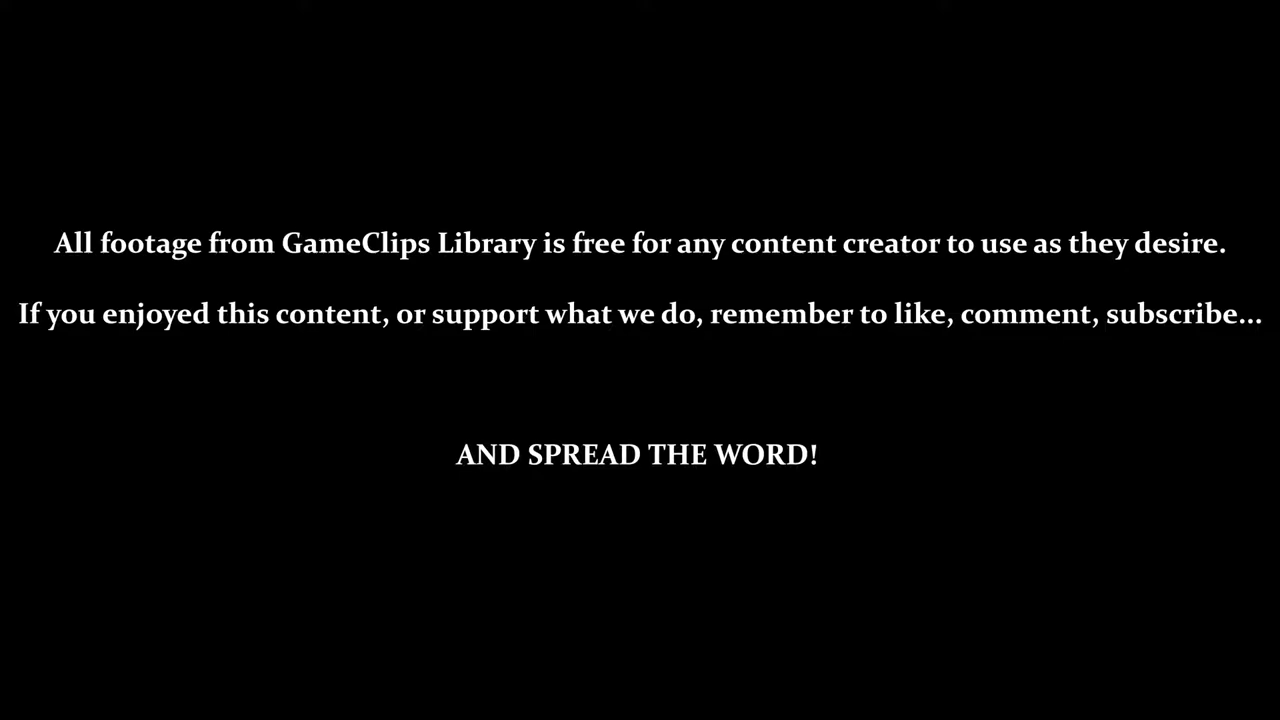 All footage from GameClips Library is free for any content creator to use as they desire.
If you enjoyed this content, or support what we do, remember to like, comment, subscribe...
AND SPREAD THE WORD!